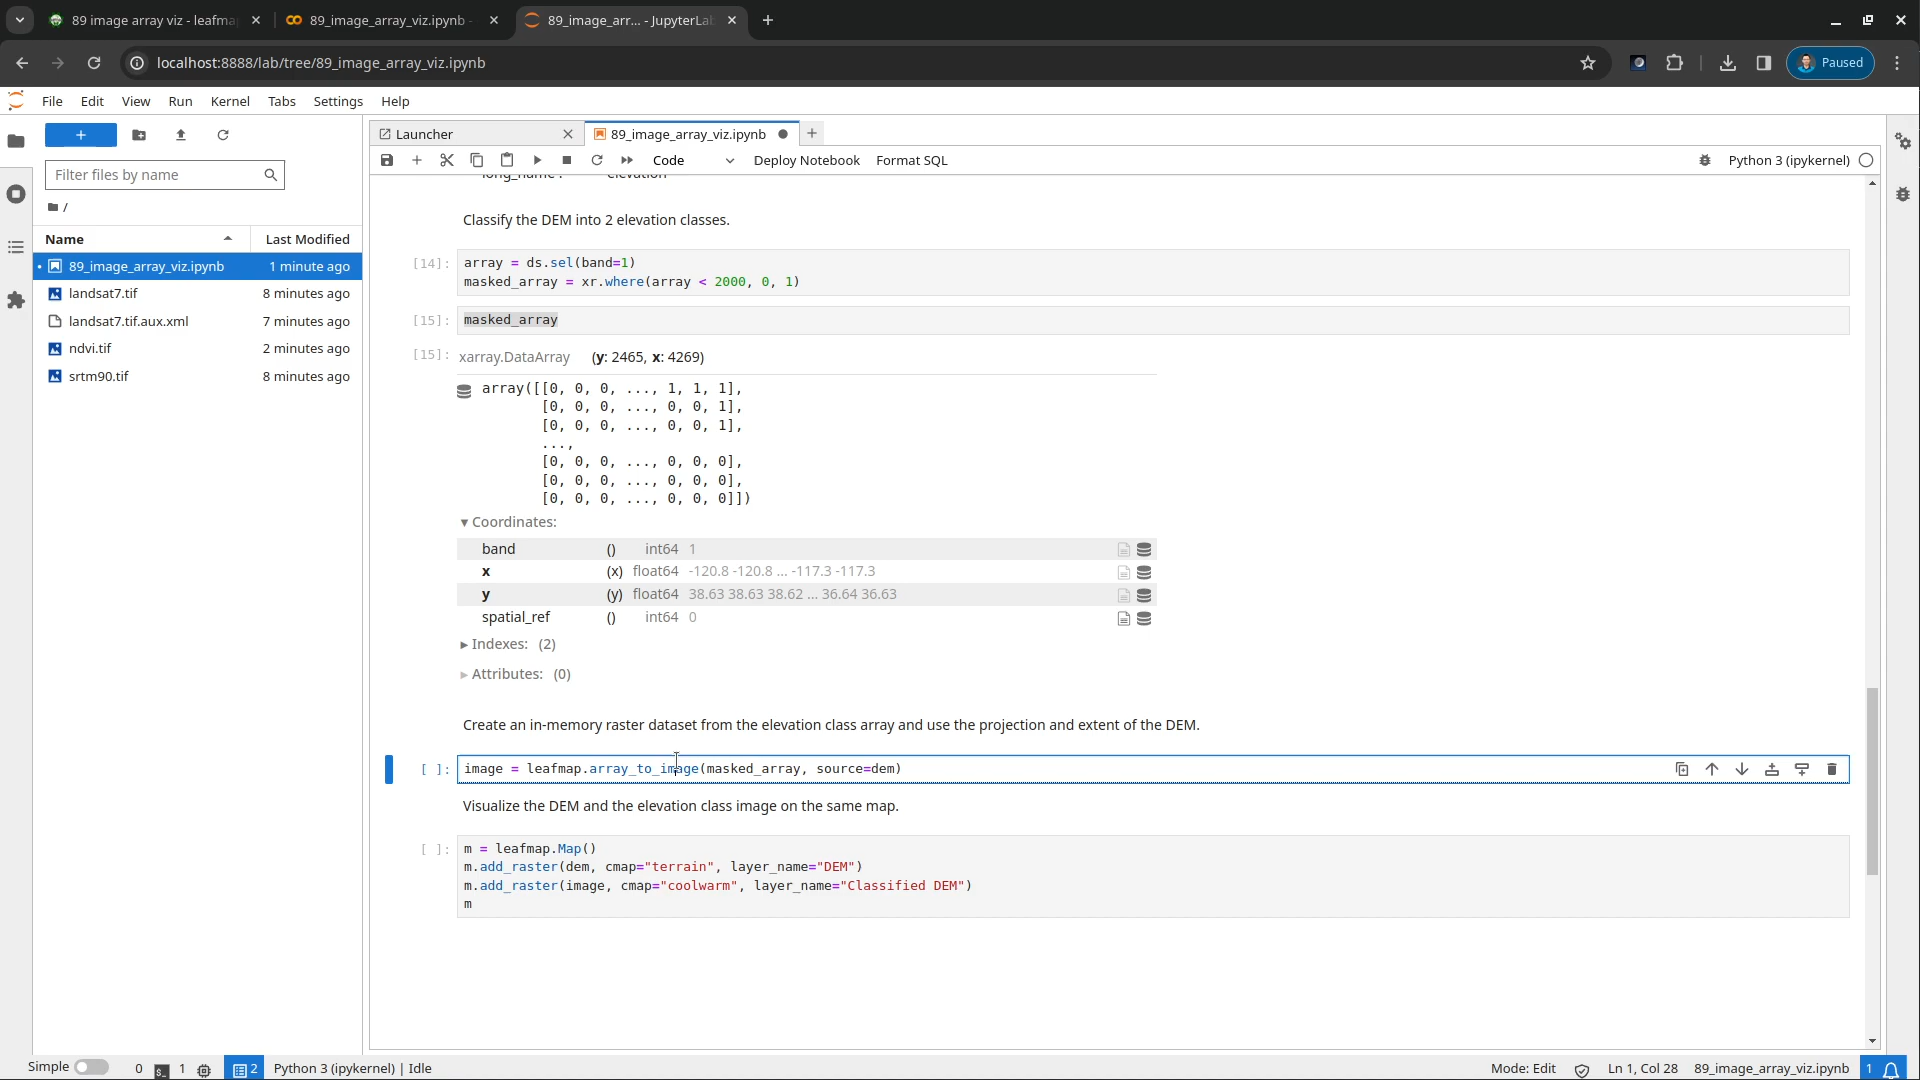 89 image array viz - leafma
89_image_array_viz.ipynb -
89_image_arr... - JupyterLab
localhost:8888/lab/tree/89_image_array_viz.ipynb
Paused
File Edit View Run Kernel Tabs Settings Help
Launcher
89_image_array_viz.ipynb
Filter files by name
Code
Deploy Notebook
Format SQL
Python 3 (ipykernel)
/
Name
Last Modified
89_image_array_viz.ipynb 1 minute ago
landsat7.tif 8 minutes ago
landsat7.tif.aux.xml 7 minutes ago
ndvi.tif 2 minutes ago
srtm90.tif 8 minutes ago
long_name : elevation
Classify the DEM into 2 elevation classes.
[14]: array = ds.sel(band=1)
masked_array = xr.where(array < 2000, 0, 1)
[15]: masked_array
[15]: xarray.DataArray (y: 2465, x: 4269)
array([[0, 0, 0, ..., 1, 1, 1],
[0, 0, 0, ..., 0, 0, 1],
[0, 0, 0, ..., 0, 0, 1],
...,
[0, 0, 0, ..., 0, 0, 0],
[0, 0, 0, ..., 0, 0, 0],
[0, 0, 0, ..., 0, 0, 0]])
▼ Coordinates:
band () int64 1
x (x) float64 -120.8 -120.8 ... -117.3 -117.3
y (y) float64 38.63 38.63 38.62 ... 36.64 36.63
spatial_ref () int64 0
► Indexes: (2)
► Attributes: (0)
Create an in-memory raster dataset from the elevation class array and use the projection and extent of the DEM.
[ ]: image = leafmap.array_to_image(masked_array, source=dem)
Visualize the DEM and the elevation class image on the same map.
[ ]: m = leafmap.Map()
m.add_raster(dem, cmap="terrain", layer_name="DEM")
m.add_raster(image, cmap="coolwarm", layer_name="Classified DEM")
m
Simple 0 1 2 Python 3 (ipykernel) | Idle
Mode: Edit Ln 1, Col 28 89_image_array_viz.ipynb 1